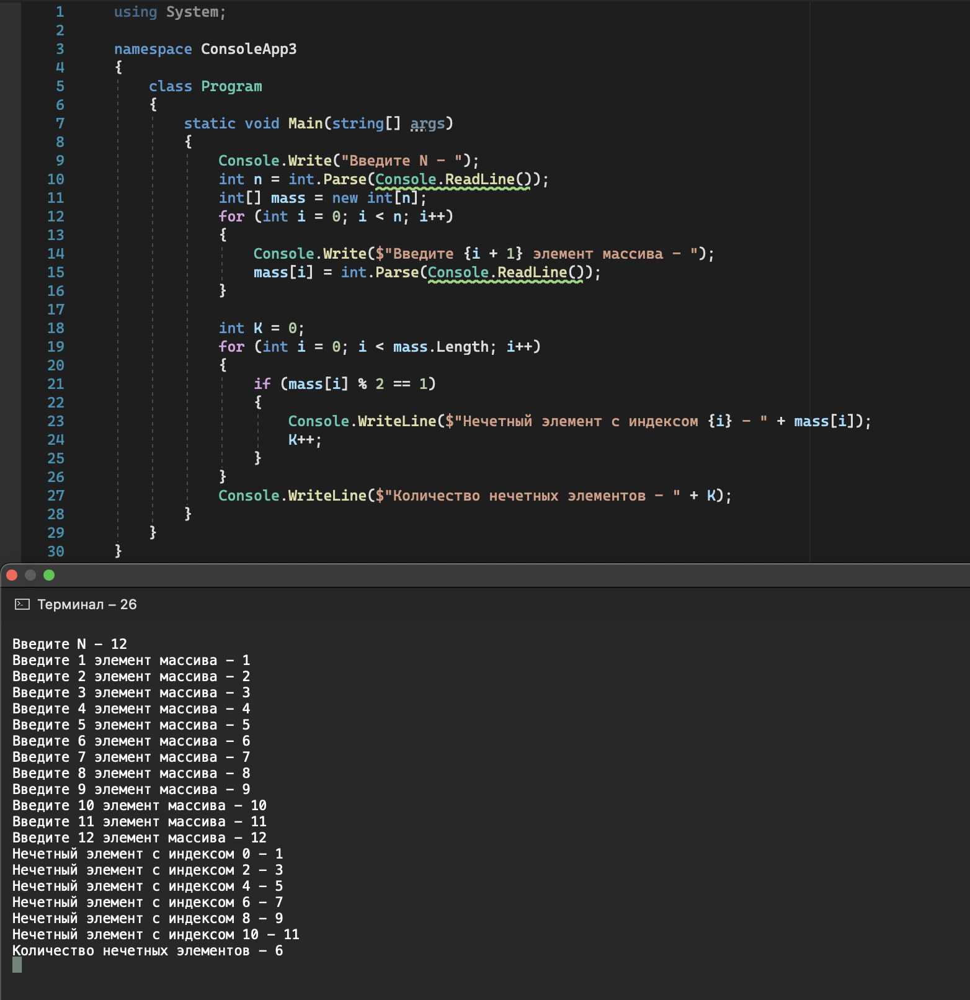 1 using System;
2
3 namespace ConsoleApp3
4 {
5 class Program
6 {
7 static void Main(string[] args)
8 {
9 Console.Write("Введите N - ");
10 int n = int.Parse(Console.ReadLine());
11 int[] mass = new int[n];
12 for (int i = 0; i < n; i++)
13 {
14 Console.Write($"Введите {i + 1} элемент массива - ");
15 mass[i] = int.Parse(Console.ReadLine());
16 }
17
18 int K = 0;
19 for (int i = 0; i < mass.Length; i++)
20 {
21 if (mass[i] % 2 == 1)
22 {
23 Console.WriteLine($"Нечетный элемент с индексом {i} - " + mass[i]);
24 K++;
25 }
26 }
27 Console.WriteLine($"Количество нечетных элементов - " + K);
28 }
29 }
30 }
Терминал – 26
Введите N - 12
Введите 1 элемент массива - 1
Введите 2 элемент массива - 2
Введите 3 элемент массива - 3
Введите 4 элемент массива - 4
Введите 5 элемент массива - 5
Введите 6 элемент массива - 6
Введите 7 элемент массива - 7
Введите 8 элемент массива - 8
Введите 9 элемент массива - 9
Введите 10 элемент массива - 10
Введите 11 элемент массива - 11
Введите 12 элемент массива - 12
Нечетный элемент с индексом 0 - 1
Нечетный элемент с индексом 2 - 3
Нечетный элемент с индексом 4 - 5
Нечетный элемент с индексом 6 - 7
Нечетный элемент с индексом 8 - 9
Нечетный элемент с индексом 10 - 11
Количество нечетных элементов - 6